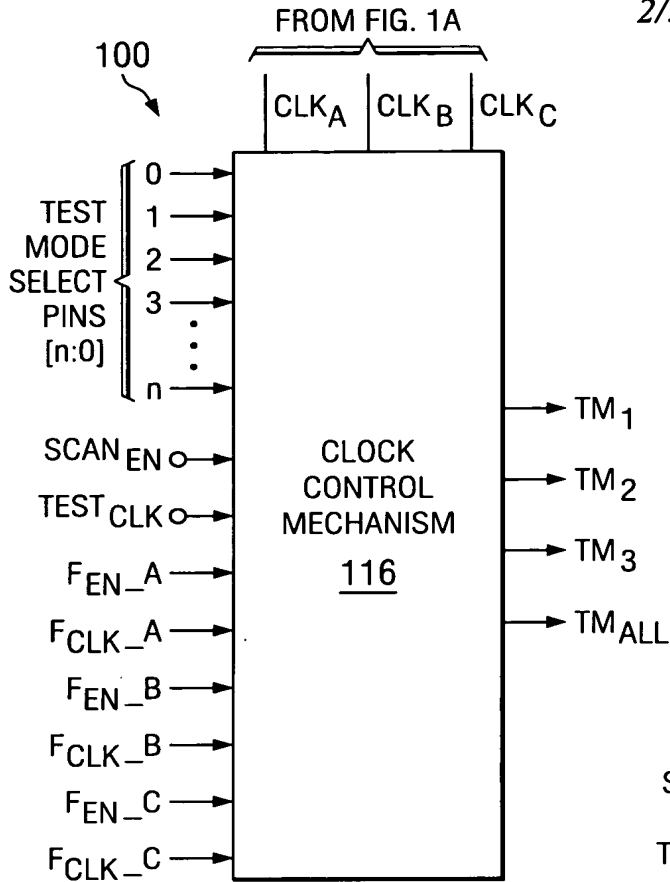 FROM FIG. 1A
2/
100
CLKA CLKB CLKC
0
1
2
3
n
TEST
MODE
SELECT
PINS
[n:0]
SCANEN
TESTCLK
FEN_A
FCLK_A
FEN_B
FCLK_B
FEN_C
FCLK_C
CLOCK
CONTROL
MECHANISM
116
TM1
TM2
TM3
TMALL
S
T